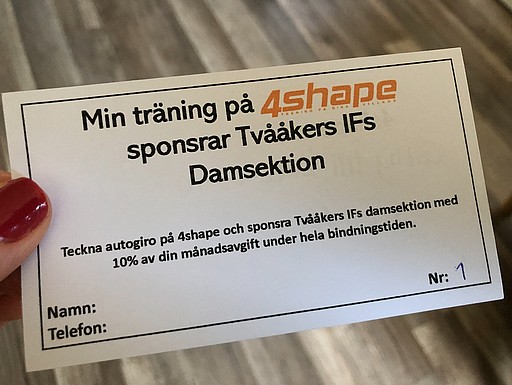 Min träning på 4shape
sponsrar Tvååkers IFs
Damsektion
Teckna autogiro på 4shape och sponsra Tvååkers IFs damsektion med
10% av din månadsavgift under hela bindningstiden.
Nr: 1
Namn:
Telefon: